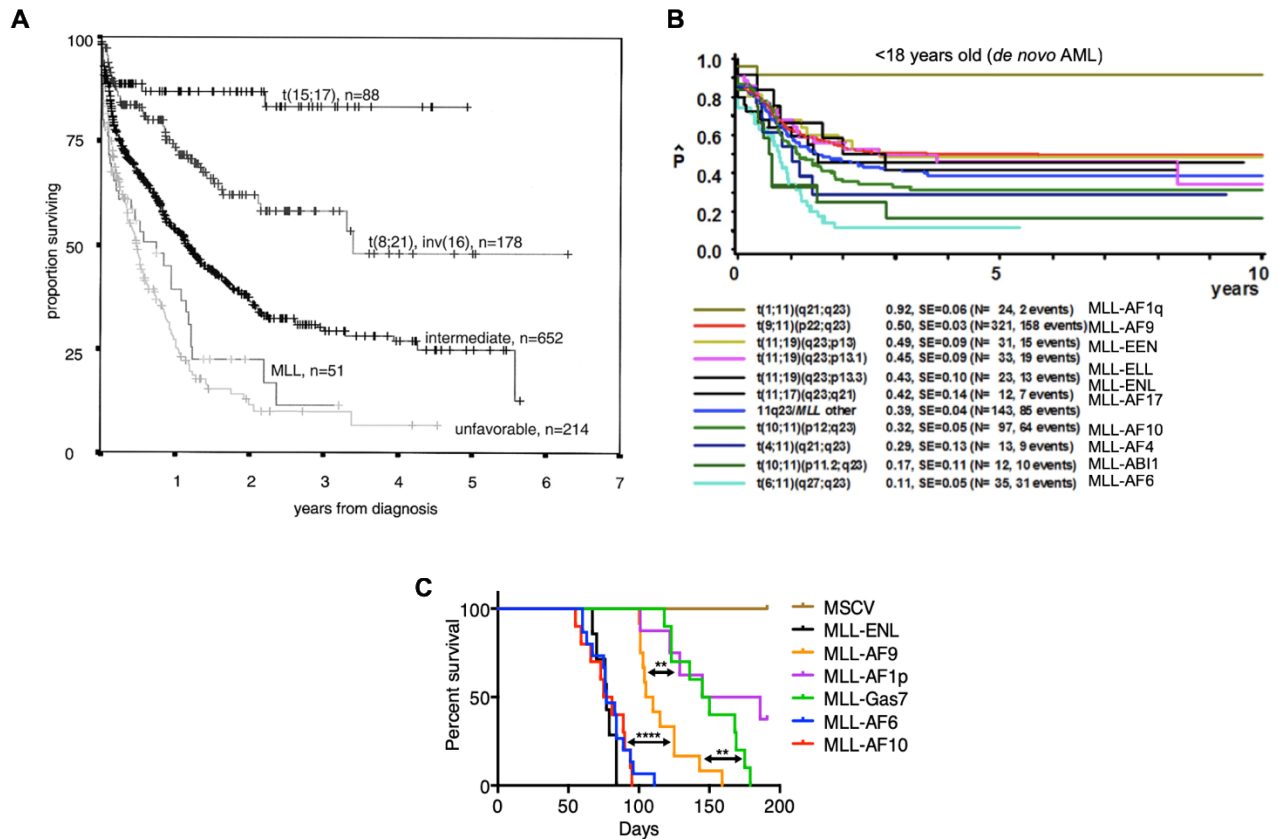 A
100
75
50
25
0
proportion surviving
t(15;17), n=88
t(8;21), inv(16), n=178
intermediate, n=652
MLL, n=51
unfavorable, n=214
1 2 3 4 5 6 7
years from diagnosis
B
<18 years old (de novo AML)
1.0
0.8
0.6
0.4
0.2
0.0
P̂
0 5 10
years
t(1;11)(q21;q23) 0.92, SE=0.06 (N= 24, 2 events) MLL-AF1q
t(9;11)(p22;q23) 0.50, SE=0.03 (N=321, 158 events) MLL-AF9
t(11;19)(q23;p13) 0.49, SE=0.09 (N= 31, 15 events) MLL-EEN
t(11;19)(q23;p13.1) 0.45, SE=0.09 (N= 33, 19 events) MLL-ELL
t(11;19)(q23;p13.3) 0.43, SE=0.10 (N= 23, 13 events) MLL-ENL
t(11;17)(q23;q21) 0.42, SE=0.14 (N= 12, 7 events) MLL-AF17
11q23/MLL other 0.39, SE=0.04 (N=143, 85 events)
t(10;11)(p12;q23) 0.32, SE=0.05 (N= 97, 64 events) MLL-AF10
t(4;11)(q21;q23) 0.29, SE=0.13 (N= 13, 9 events) MLL-AF4
t(10;11)(p11.2;q23) 0.17, SE=0.11 (N= 12, 10 events) MLL-ABI1
t(6;11)(q27;q23) 0.11, SE=0.05 (N= 35, 31 events) MLL-AF6
C
100
50
0
Percent survival
**
****
**
0 50 100 150 200
Days
MSCV
MLL-ENL
MLL-AF9
MLL-AF1p
MLL-Gas7
MLL-AF6
MLL-AF10